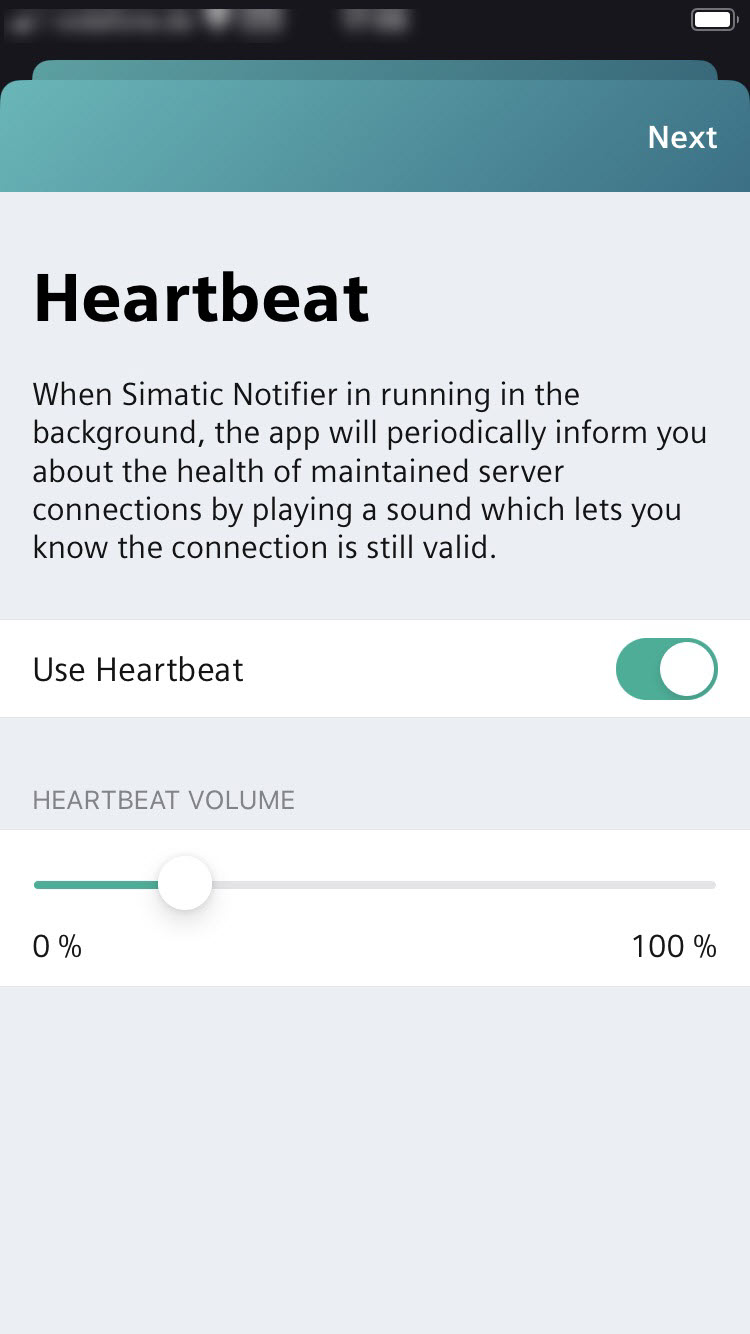 Next
Heartbeat
When Simatic Notifier in running in the
background, the app will periodically inform you
about the health of maintained server
connections by playing a sound which lets you
know the connection is still valid.
Use Heartbeat
HEARTBEAT VOLUME
0 %
100 %